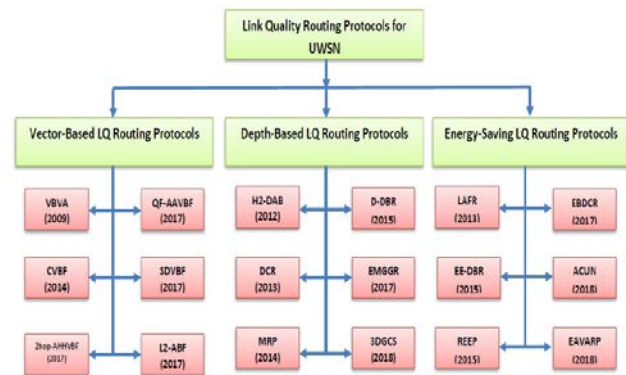 Link Quality Routing Protocols for
UWSN
Vector-Based LQ Routing Protocols
Depth-Based LQ Routing Protocols
Energy-Saving LQ Routing Protocols
VBVA
(2009)
QF-AAVBF
(2017)
H2-DAB
(2012)
D-DBR
(2015)
LAFR
(2013)
EBDCR
(2017)
CVBF
(2014)
SDVBF
(2017)
DCR
(2013)
EMGGR
(2017)
EE-DBR
(2015)
ACUN
(2018)
2hop-AHHVBF
(2017)
L2-ABF
(2017)
MRP
(2014)
3DGCS
(2018)
REEP
(2015)
EAVARP
(2018)